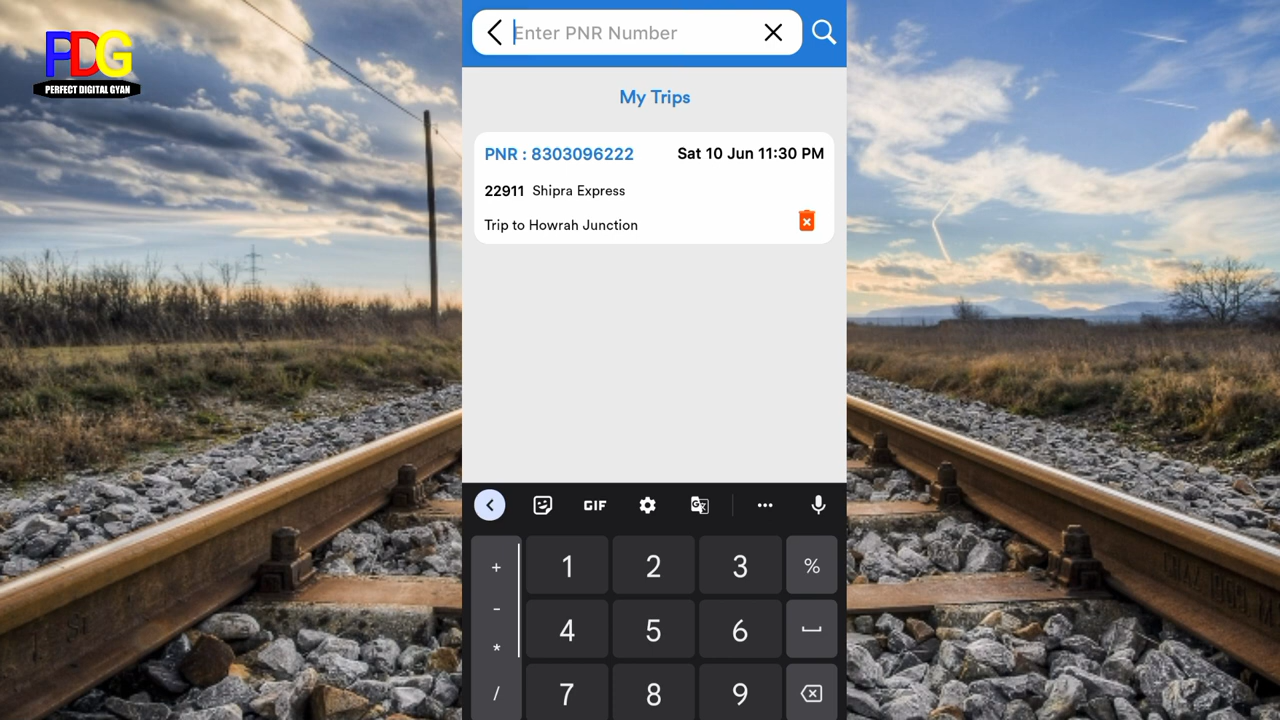 PDG
PERFECT DIGITAL GYAN
Enter PNR Number
My Trips
PNR : 8303096222
Sat 10 Jun 11:30 PM
22911 Shipra Express
Trip to Howrah Junction
GIF
+
1
2
3
%
-
4
5
6
*
/
7
8
9